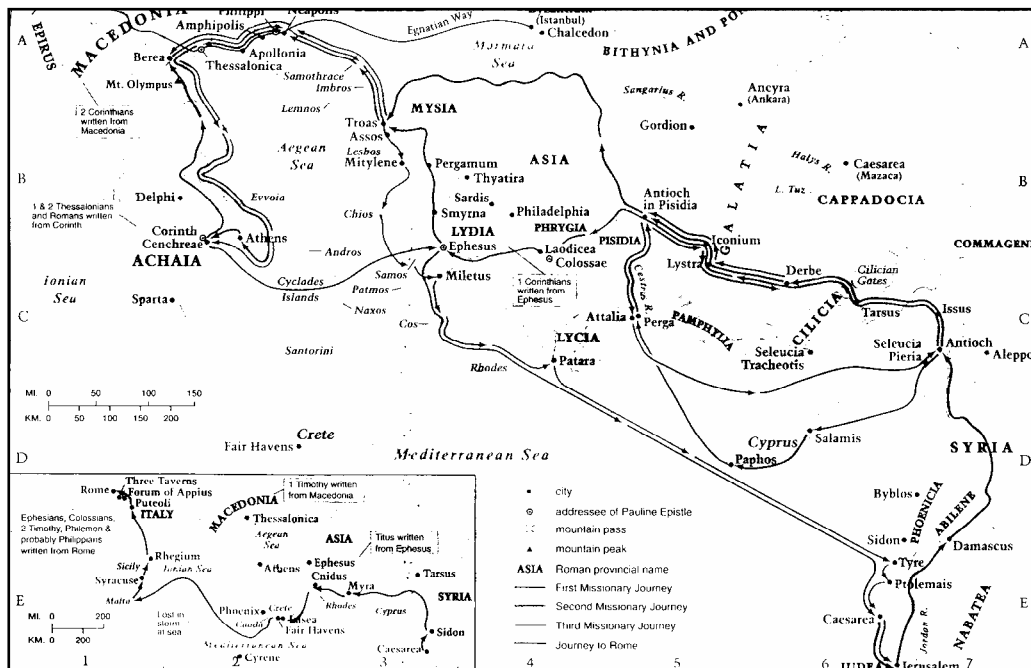 A
EPIRUS
MACEDONIA
Philippi
Neapolis
Amphipolis
Egnatian Way
(Istanbul)
Chalcedon
Marmara
Sea
BITHYNIA AND
A
Berea
Apollonia
Thessalonica
Mt. Olympus
Samothrace
Imbros
Lemnos
MYSIA
Sangarius R.
Ancyra
(Ankara)
Gordion
2 Corinthians
written from
Macedonia
Aegean
Sea
Troas
Assos
Lesbos
Mitylene
ASIA
GALATIA
Halys R.
Caesarea
(Mazaca)
B
Pergamum
Thyatira
L. Tuz
CAPPADOCIA
B
Delphi
Evvoia
Sardis
Smyrna
Philadelphia
PHRYGIA
Antioch
in Pisidia
1 & 2 Thessalonians
and Romans written
from Corinth
Chios
LYDIA
Corinth
Cenchreae
Athens
ACHAIA
Andros
Ephesus
Laodicea
Colossae
PISIDIA
Iconium
Lystra
COMMAGENE
Ionian
Sea
Cyclades
Islands
Samos
Patmos
Naxos
Miletus
1 Corinthians
written from
Ephesus
Cestrus R.
Derbe
Cilician
Gates
Sparta
C
Cos
Attalia
Perga
PAMPHYLIA
CILICIA
Tarsus
Issus
C
Santorini
LYCIA
Patara
Rhodes
Seleucia
Tracheotis
Seleucia
Pieria
Antioch
Aleppo
MI. 0 50 100 150
KM. 0 50 100 150 200
Crete
Fair Havens
D
Mediterranean Sea
Cyprus
Salamis
Paphos
SYRIA
D
Byblos
PHOENICIA
ABILENE
Sidon
Damascus
Tyre
Ptolemais
E
Caesarea
Jordan R.
NABATEA
JUDEA
Jerusalem
city
addressee of Pauline Epistle
mountain pass
mountain peak
ASIA Roman provincial name
First Missionary Journey
Second Missionary Journey
Third Missionary Journey
Journey to Rome
Three Taverns
Rome
Forum of Appius
Puteoli
ITALY
MACEDONIA
1 Timothy written
from Macedonia
Ephesians, Colossians,
2 Timothy, Philemon &
probably Philippians
written from Rome
Thessalonica
Aegean
Sea
ASIA
Titus written
from Ephesus
Rhegium
Sicily
Ionian Sea
Syracuse
Athens
Ephesus
Cnidus
Myra
Tarsus
E
Malta
Rhodes
Cyprus
SYRIA
Lost in
storm
at sea
Phoenix
Crete
Cauda
Lasea
Fair Havens
Sidon
MI. 0 200
KM. 0 200
Mediterranean Sea
Cyrene
Caesarea
1 2 3 4 5 6 7